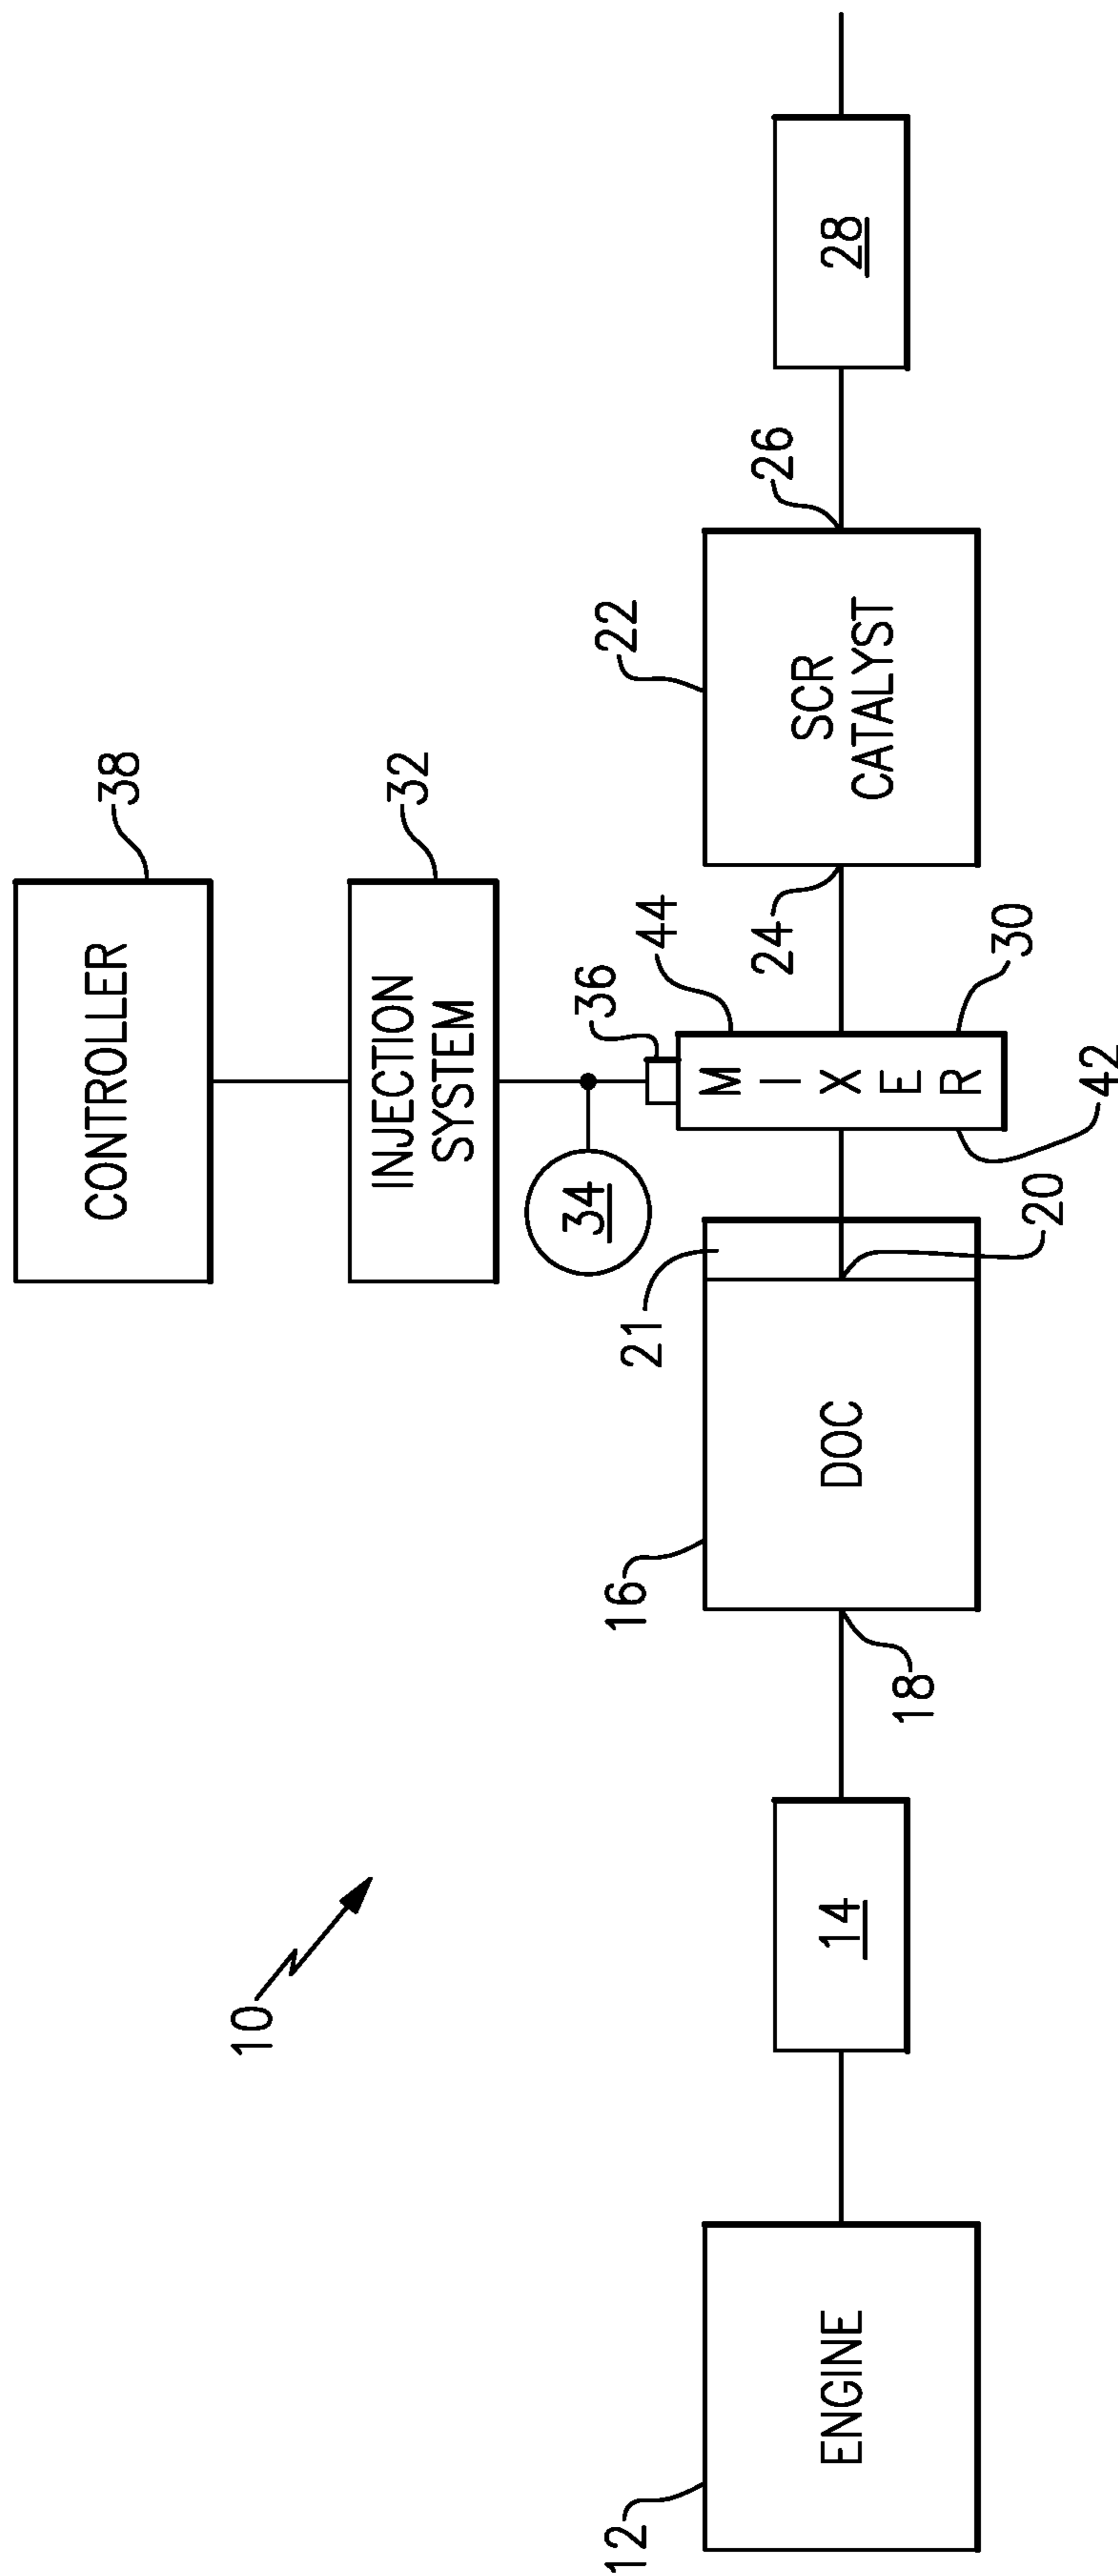 CONTROLLER
38
INJECTION
SYSTEM
32
34
36
44
MIXER
30
42
24
22
SCR
CATALYST
26
28
10
12
ENGINE
14
18
16
DOC
21
20